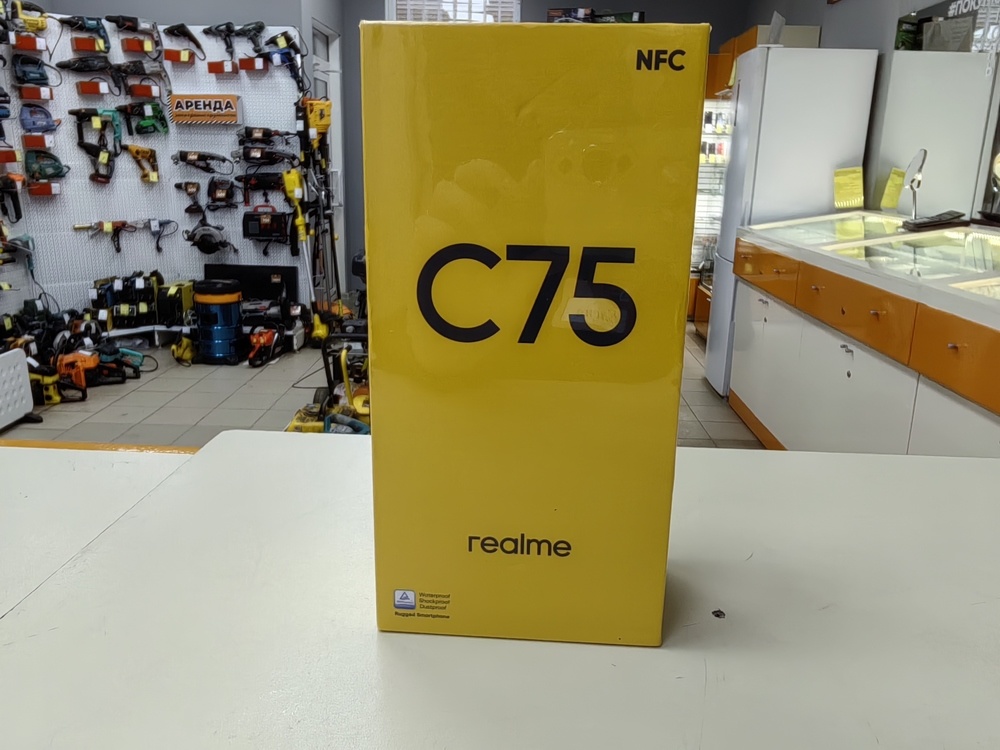 NFC
АРЕНДА
C75
realme
Waterproof
Shockproof
Dustproof
Rugged Smartphone